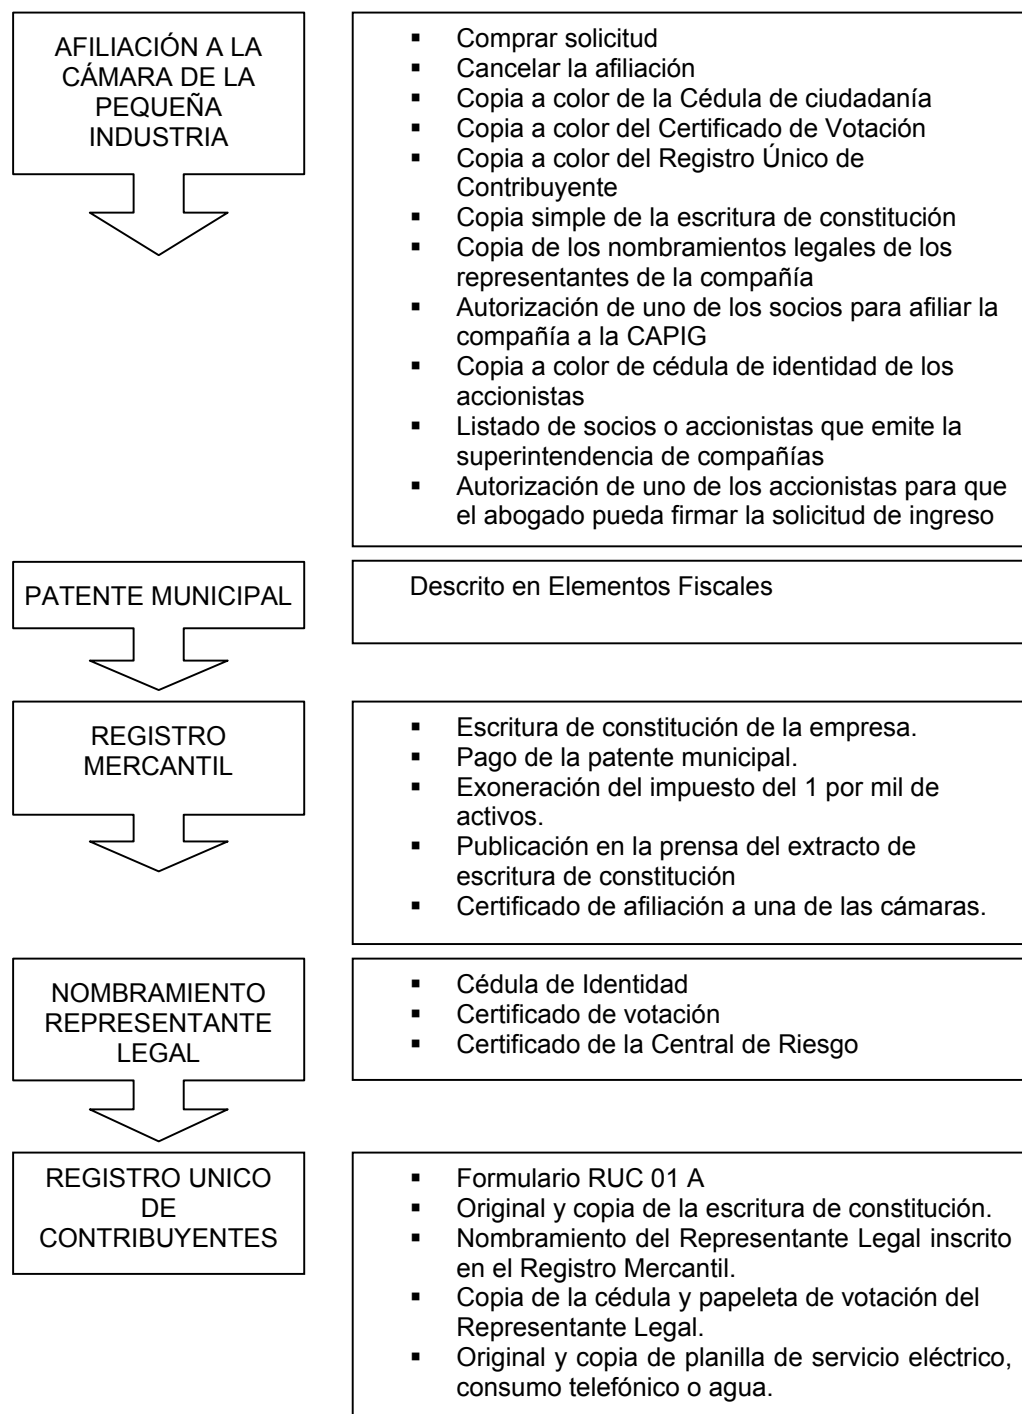 AFILIACIÓN A LA
CÁMARA DE LA
PEQUEÑA
INDUSTRIA
▪ Comprar solicitud
▪ Cancelar la afiliación
▪ Copia a color de la Cédula de ciudadanía
▪ Copia a color del Certificado de Votación
▪ Copia a color del Registro Único de
Contribuyente
▪ Copia simple de la escritura de constitución
▪ Copia de los nombramientos legales de los
representantes de la compañía
▪ Autorización de uno de los socios para afiliar la
compañía a la CAPIG
▪ Copia a color de cédula de identidad de los
accionistas
▪ Listado de socios o accionistas que emite la
superintendencia de compañías
▪ Autorización de uno de los accionistas para que
el abogado pueda firmar la solicitud de ingreso
PATENTE MUNICIPAL
Descrito en Elementos Fiscales
REGISTRO
MERCANTIL
▪ Escritura de constitución de la empresa.
▪ Pago de la patente municipal.
▪ Exoneración del impuesto del 1 por mil de
activos.
▪ Publicación en la prensa del extracto de
escritura de constitución
▪ Certificado de afiliación a una de las cámaras.
NOMBRAMIENTO
REPRESENTANTE
LEGAL
▪ Cédula de Identidad
▪ Certificado de votación
▪ Certificado de la Central de Riesgo
REGISTRO UNICO
DE
CONTRIBUYENTES
▪ Formulario RUC 01 A
▪ Original y copia de la escritura de constitución.
▪ Nombramiento del Representante Legal inscrito
en el Registro Mercantil.
▪ Copia de la cédula y papeleta de votación del
Representante Legal.
▪ Original y copia de planilla de servicio eléctrico,
consumo telefónico o agua.